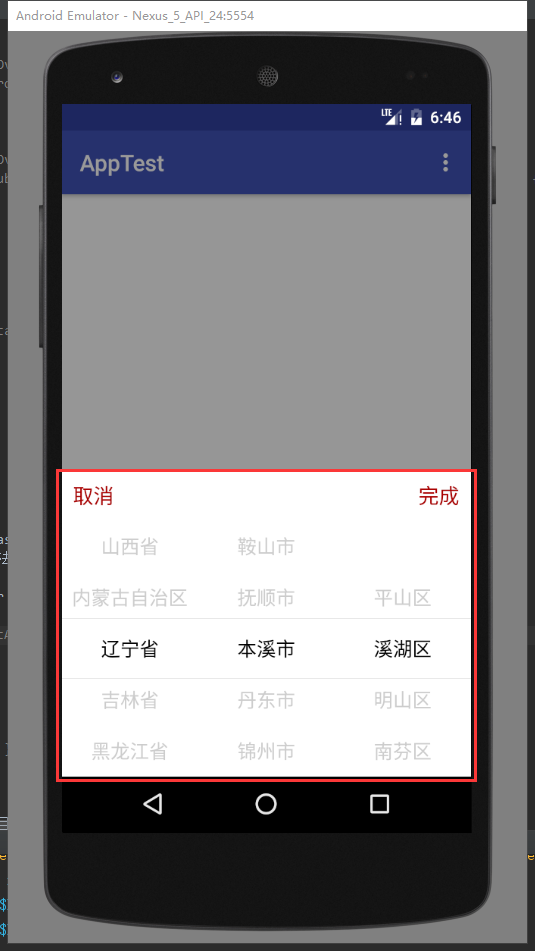 Android Emulator - Nexus_5_API_24:5554
LTE 6:46
AppTest
取消 完成
山西省 鞍山市
内蒙古自治区 抚顺市 平山区
辽宁省 本溪市 溪湖区
吉林省 丹东市 明山区
黑龙江省 锦州市 南芬区